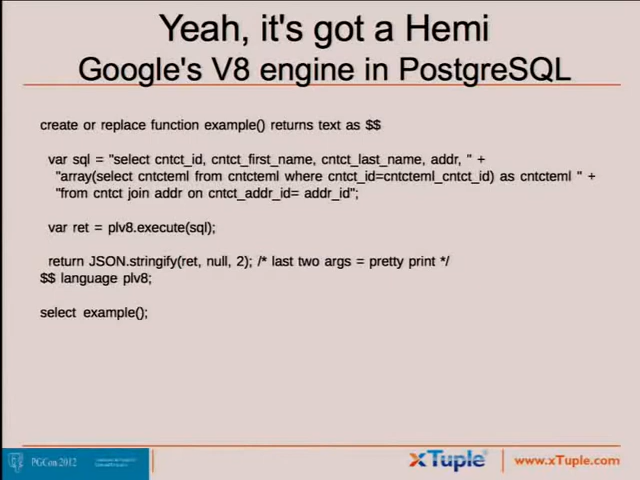 Yeah, it's got a Hemi
Google's V8 engine in PostgreSQL
create or replace function example() returns text as $$
var sql = "select cntct_id, cntct_first_name, cntct_last_name, addr, " +
"array(select cntcteml from cntcteml where cntct_id=cntcteml_cntct_id) as cntcteml " +
"from cntct join addr on cntct_addr_id= addr_id";
var ret = plv8.execute(sql);
return JSON.stringify(ret, null, 2); /* last two args = pretty print */
$$ language plv8;
select example();
PGCon 2012
xTuple
www.xTuple.com